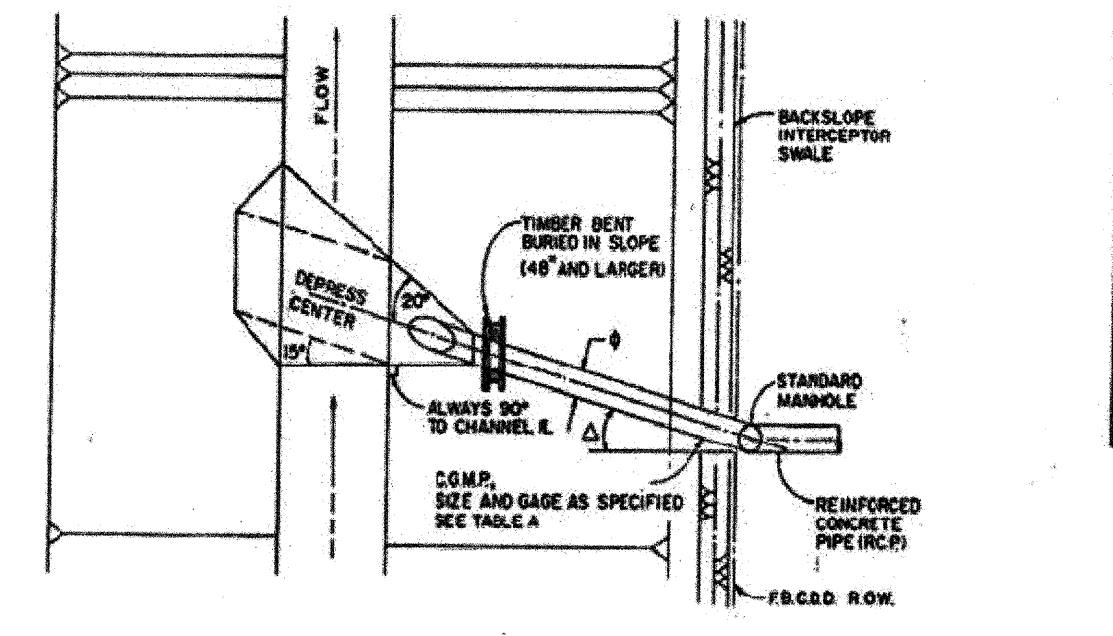 FLOW
BACKSLOPE
INTERCEPTOR
SWALE
TIMBER BENT
BURIED IN SLOPE
(48" AND LARGER)
DEPRESS
CENTER
20°
15°
ϕ
STANDARD
MANHOLE
ALWAYS 90°
TO CHANNEL ℄
Δ
C.G.M.P.,
SIZE AND GAGE AS SPECIFIED
SEE TABLE A
REINFORCED
CONCRETE
PIPE (R.C.P.)
F.B.C.D.D. R.O.W.